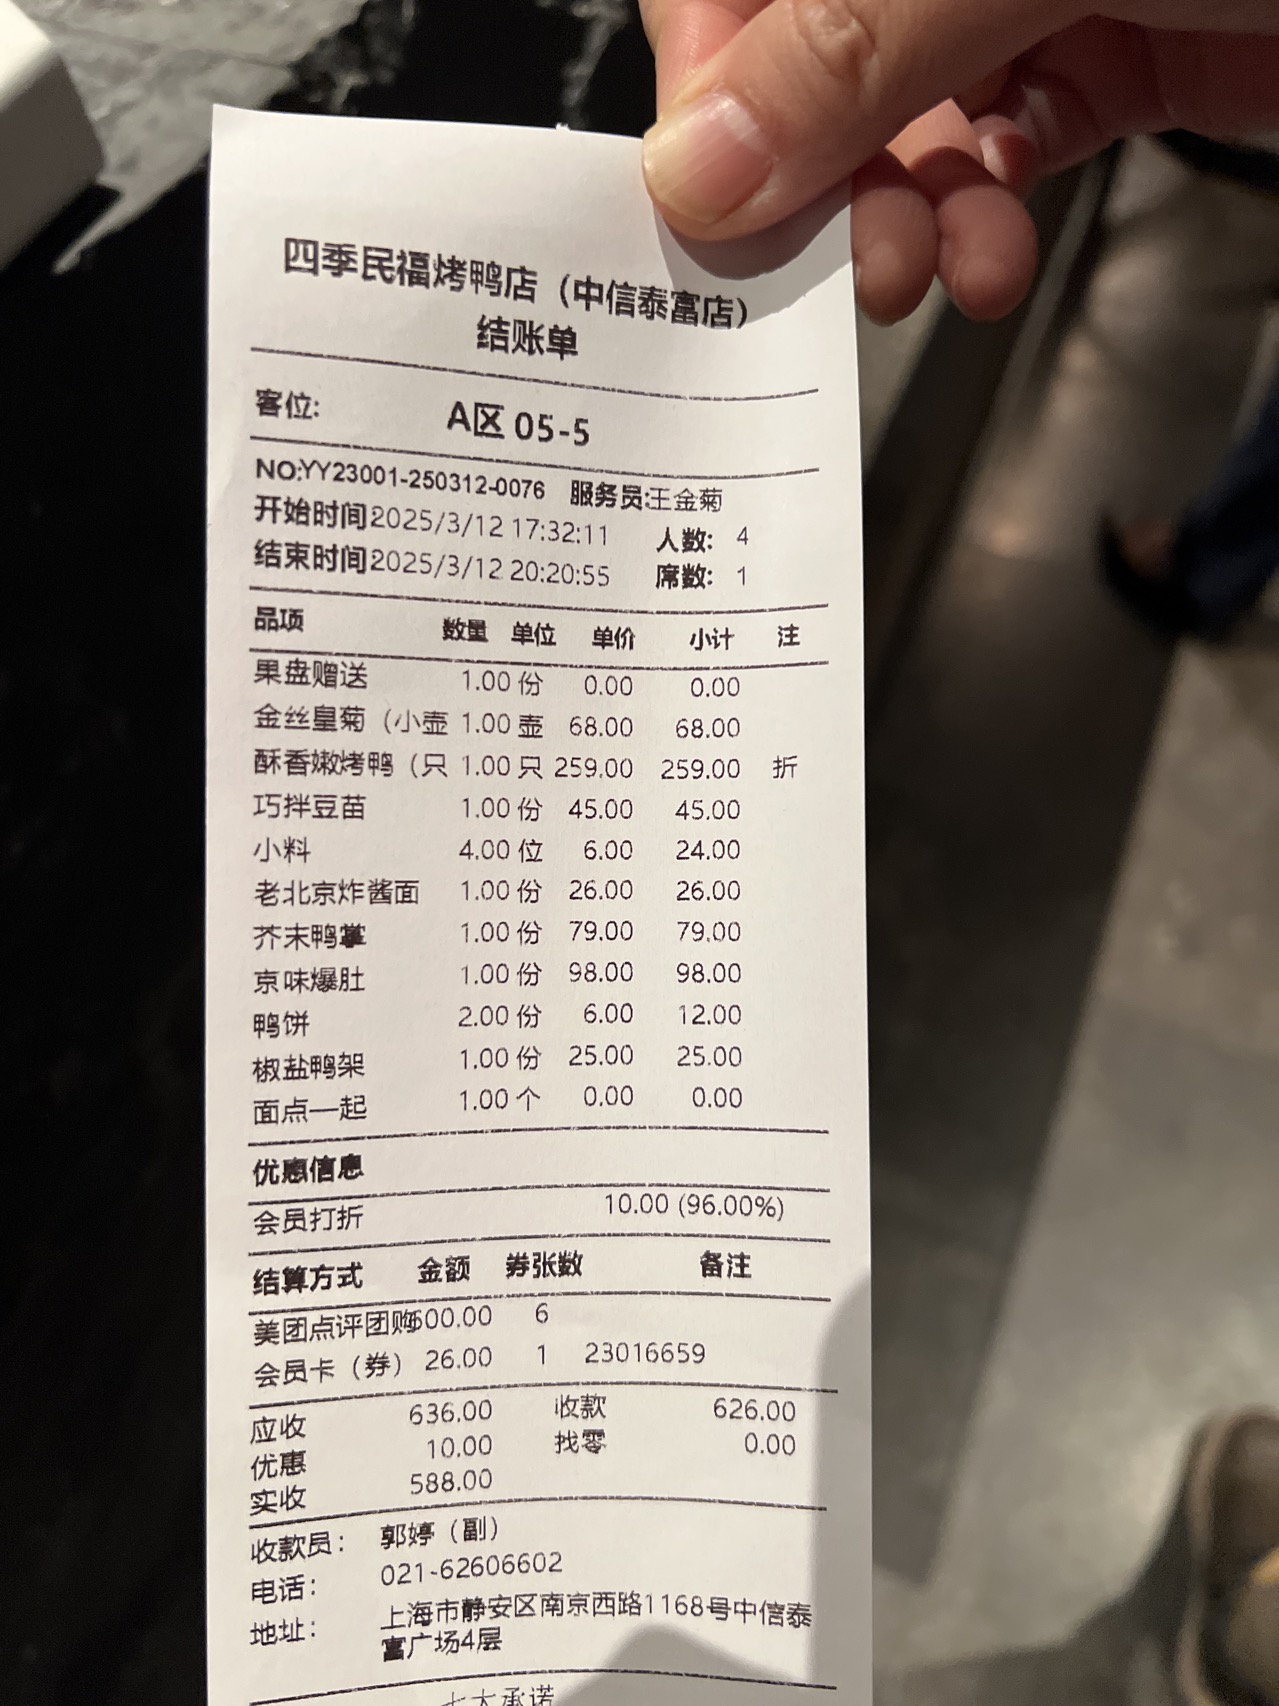 四季民福烤鸭店（中信泰富店）
结账单
客位: A区 05-5
NO:YY23001-250312-0076 服务员:王金菊
开始时间2025/3/12 17:32:11 人数: 4
结束时间2025/3/12 20:20:55 席数: 1
品项 数量 单位 单价 小计 注
果盘赠送 1.00 份 0.00 0.00
金丝皇菊（小壶 1.00 壶 68.00 68.00
酥香嫩烤鸭（只 1.00 只 259.00 259.00 折
巧拌豆苗 1.00 份 45.00 45.00
小料 4.00 位 6.00 24.00
老北京炸酱面 1.00 份 26.00 26.00
芥末鸭掌 1.00 份 79.00 79.00
京味爆肚 1.00 份 98.00 98.00
鸭饼 2.00 份 6.00 12.00
椒盐鸭架 1.00 份 25.00 25.00
面点一起 1.00 个 0.00 0.00
优惠信息
会员打折 10.00 (96.00%)
结算方式 金额 券张数 备注
美团点评团购600.00 6
会员卡（券） 26.00 1 23016659
应收 636.00 收款 626.00
优惠 10.00 找零 0.00
实收 588.00
收款员: 郭婷（副）
电话: 021-62606602
地址: 上海市静安区南京西路1168号中信泰
富广场4层
七大承诺